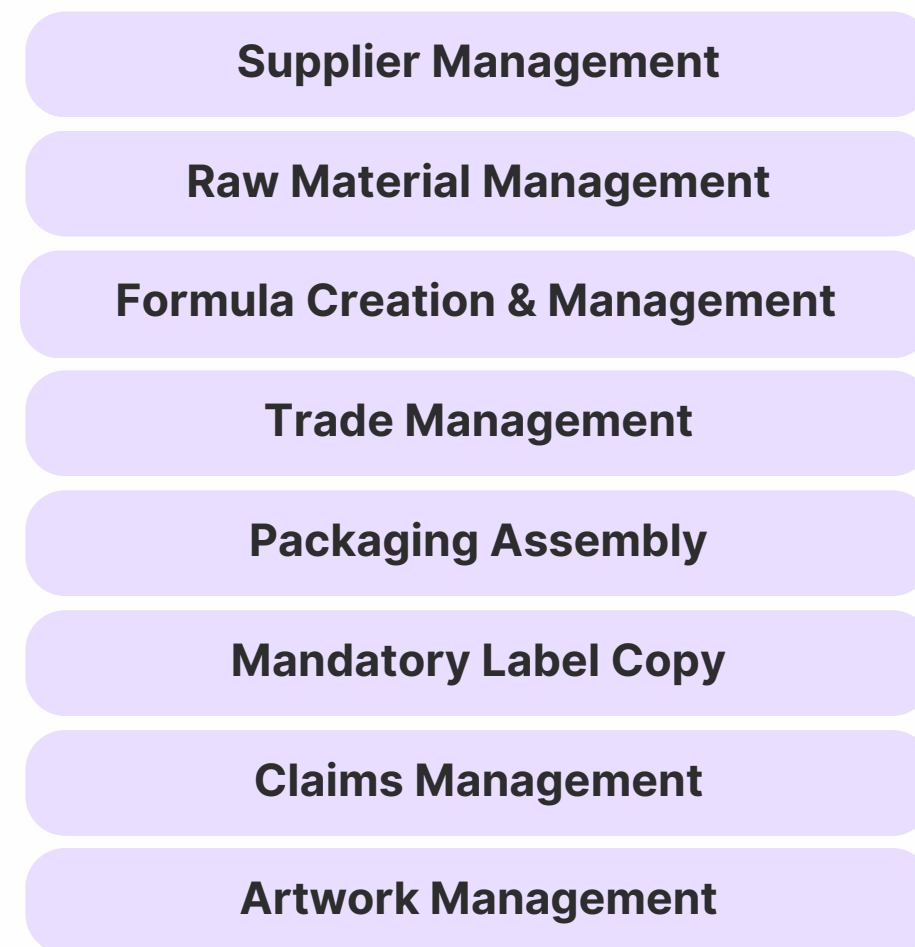 Supplier Management
Raw Material Management
Formula Creation & Management
Trade Management
Packaging Assembly
Mandatory Label Copy
Claims Management
Artwork Management